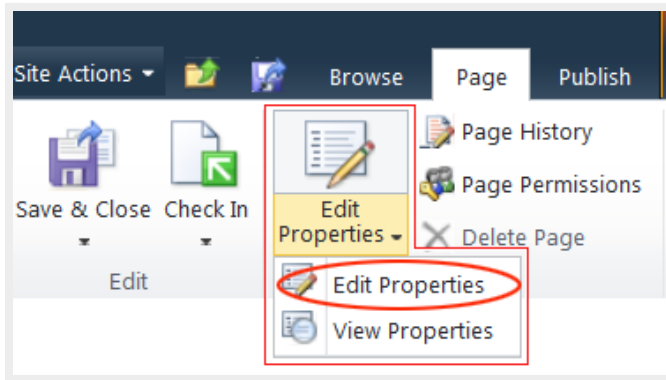 Site Actions
Browse
Page
Publish
Save & Close
Check In
Edit
Properties
Page History
Page Permissions
Delete Page
Edit
Edit Properties
View Properties